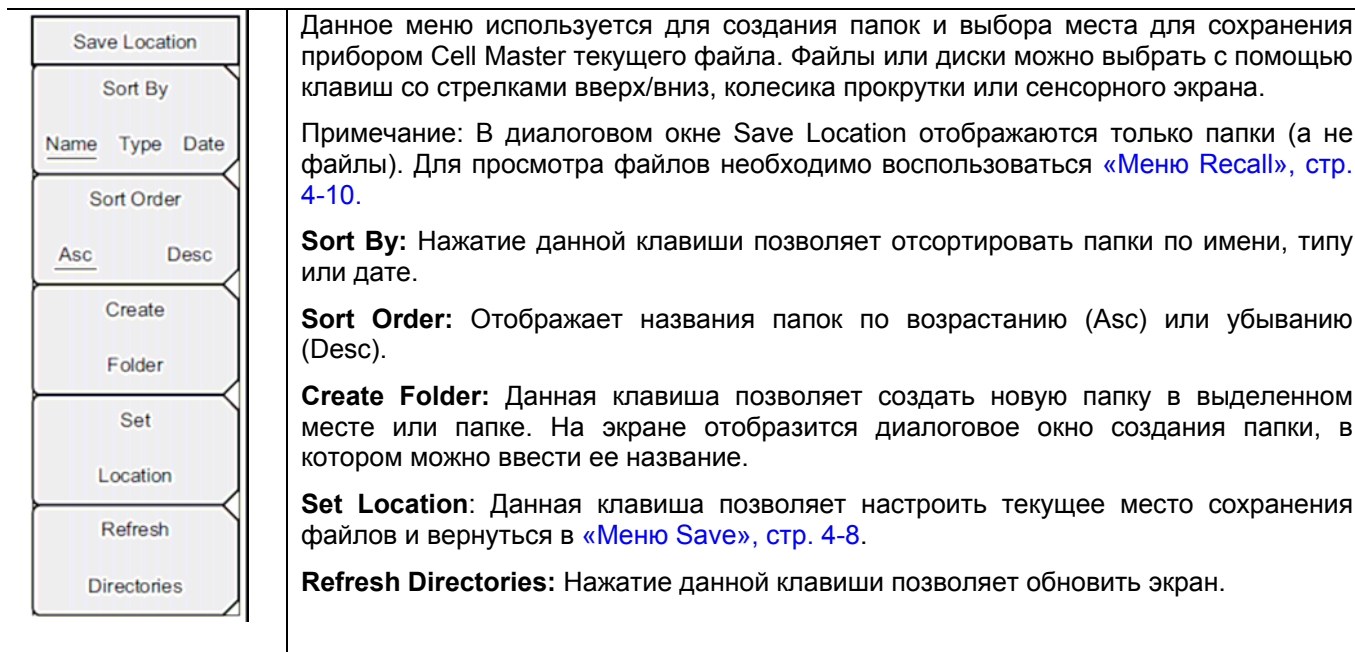 Save Location
Sort By
Name Type Date
Sort Order
Asc Desc
Create
Folder
Set
Location
Refresh
Directories
Данное меню используется для создания папок и выбора места для сохранения
прибором Cell Master текущего файла. Файлы или диски можно выбрать с помощью
клавиш со стрелками вверх/вниз, колесика прокрутки или сенсорного экрана.
Примечание: В диалоговом окне Save Location отображаются только папки (а не
файлы). Для просмотра файлов необходимо воспользоваться «Меню Recall», стр.
4-10.
Sort By: Нажатие данной клавиши позволяет отсортировать папки по имени, типу
или дате.
Sort Order: Отображает названия папок по возрастанию (Asc) или убыванию
(Desc).
Create Folder: Данная клавиша позволяет создать новую папку в выделенном
месте или папке. На экране отобразится диалоговое окно создания папки, в
котором можно ввести ее название.
Set Location: Данная клавиша позволяет настроить текущее место сохранения
файлов и вернуться в «Меню Save», стр. 4-8.
Refresh Directories: Нажатие данной клавиши позволяет обновить экран.